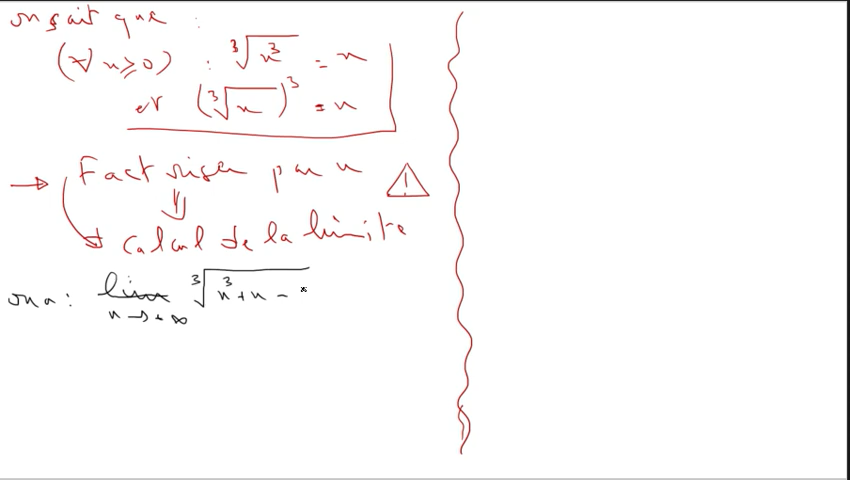 on sait que :
(∀ x ≥ 0) : ∛(x³) = x
et (∛x)³ = x
→ Factoriser par x
⇓
calcul de la limite
on a : lim x→+∞ ∛(x³+x-